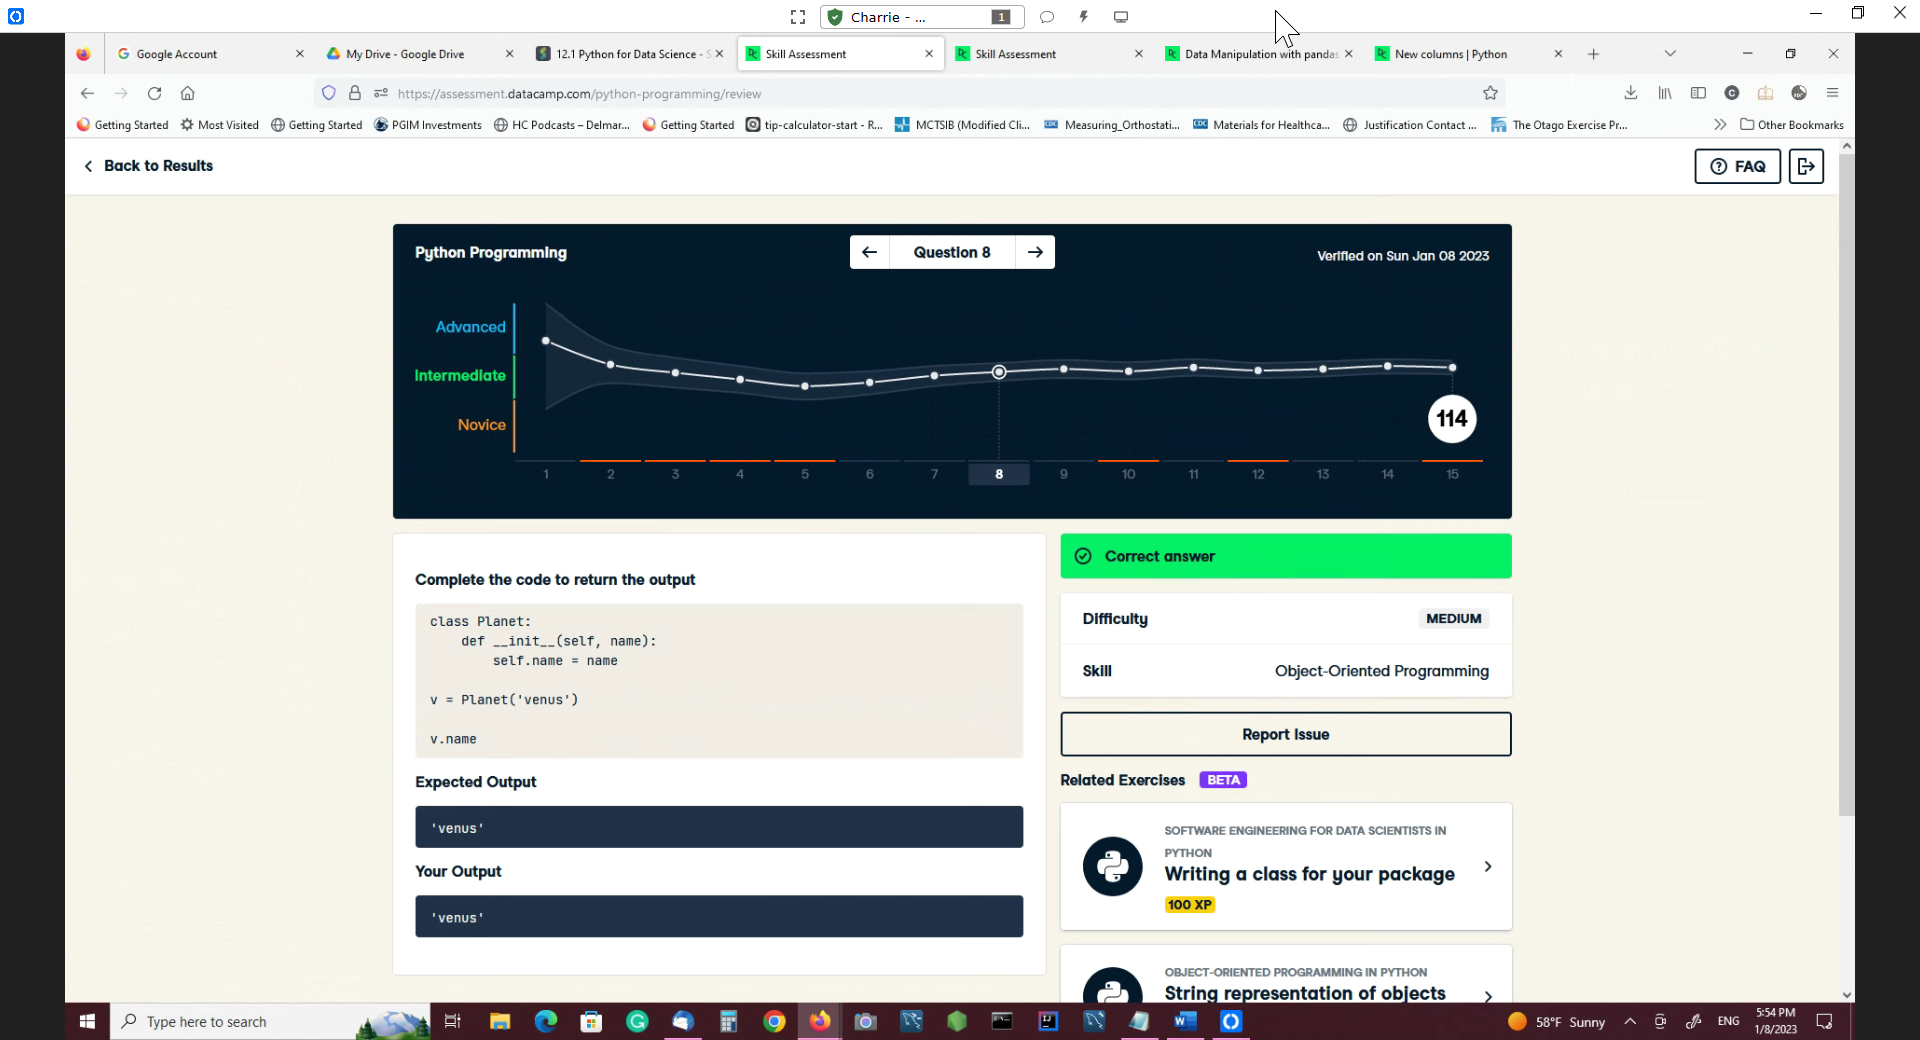 Charrie - ...
1
Google Account
My Drive - Google Drive
12.1 Python for Data Science - S
Skill Assessment
Skill Assessment
Data Manipulation with pandas
New columns | Python
https://assessment.datacamp.com/python-programming/review
Getting Started
Most Visited
Getting Started
PGIM Investments
HC Podcasts – Delmar...
Getting Started
tip-calculator-start - R...
MCTSIB (Modified Cli...
Measuring_Orthostati...
Materials for Healthca...
Justification Contact ...
The Otago Exercise Pr...
Other Bookmarks
Back to Results
FAQ
Python Programming
Question 8
Verified on Sun Jan 08 2023
Advanced
Intermediate
Novice
114
1 2 3 4 5 6 7 8 9 10 11 12 13 14 15
Complete the code to return the output
class Planet:
    def __init__(self, name):
        self.name = name
v = Planet('venus')
v.name
Expected Output
'venus'
Your Output
'venus'
Correct answer
Difficulty
MEDIUM
Skill
Object-Oriented Programming
Report Issue
Related Exercises
BETA
SOFTWARE ENGINEERING FOR DATA SCIENTISTS IN
PYTHON
Writing a class for your package
100 XP
OBJECT-ORIENTED PROGRAMMING IN PYTHON
String representation of objects
Type here to search
58°F Sunny
ENG
5:54 PM
1/8/2023